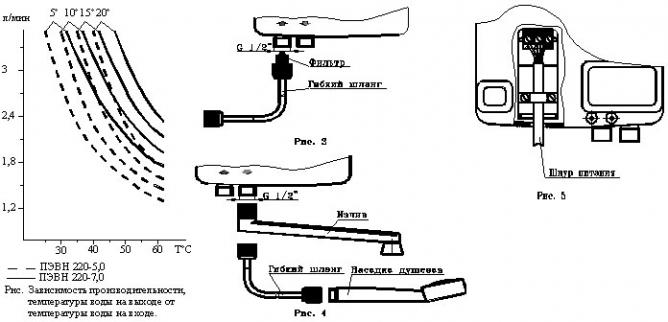 л/мин
5° 10° 15° 20°
3
2,4
1,8
1,2
30 40 50 60 T°C
ПЭВН 220-5,0
ПЭВН 220-7,0
Рис. Зависимость производительности,
температуры воды на выходе от
температуры воды на входе.
G 1/2"
Фильтр
Гибкий шланг
Рис. 3
G 1/2"
Излив
Гибкий шланг
Насадка душевая
Рис. 4
Шнур питания
Рис. 5